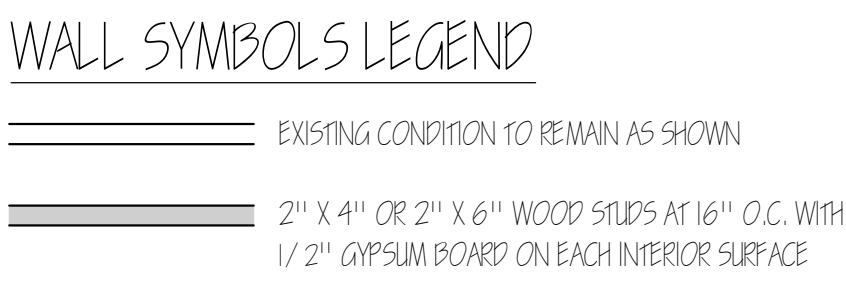 WALL SYMBOLS LEGEND
EXISTING CONDITION TO REMAIN AS SHOWN
2" X 4" OR 2" X 6" WOOD STUDS AT 16" O.C. WITH
1/2" GYPSUM BOARD ON EACH INTERIOR SURFACE